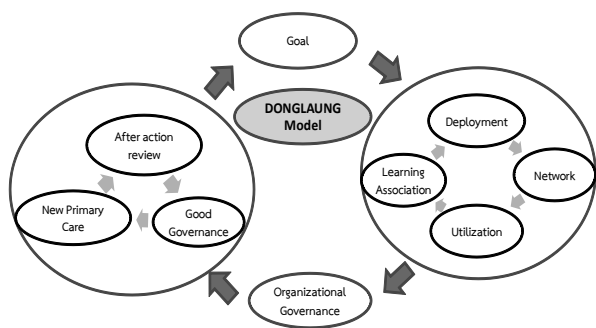 Goal
DONGLAUNG
Model
Deployment
Network
Utilization
Learning
Association
Organizational
Governance
After action
review
Good
Governance
New Primary
Care